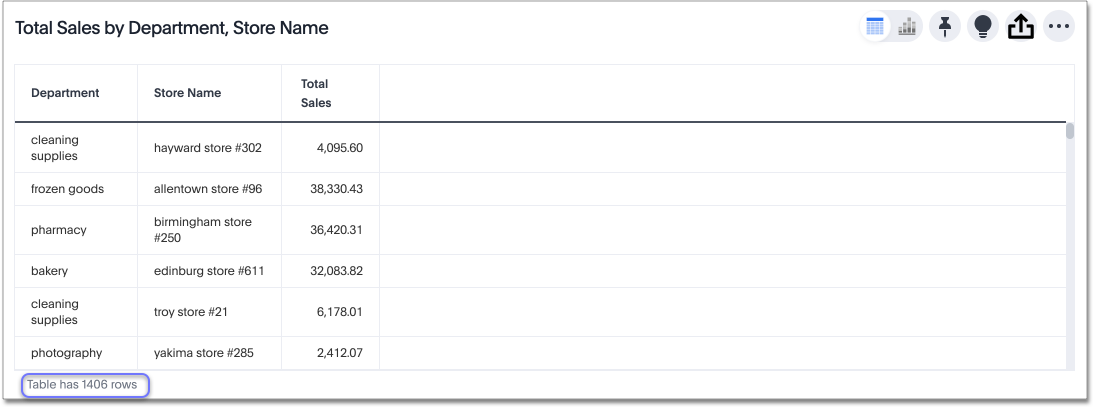 Total Sales by Department, Store Name
Department Store Name Total
Sales
cleaning
supplies hayward store #302 4,095.60
frozen goods allentown store #96 38,330.43
pharmacy birmingham store
#250 36,420.31
bakery edinburg store #611 32,083.82
cleaning
supplies troy store #21 6,178.01
photography yakima store #285 2,412.07
Table has 1406 rows